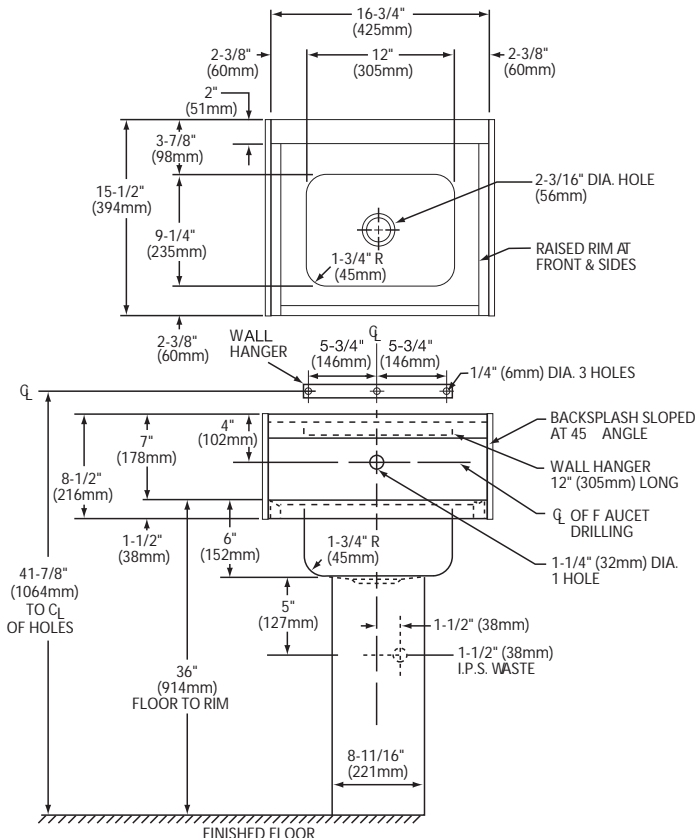 16-3/4"
(425mm)
2-3/8"
(60mm)
12"
(305mm)
2-3/8"
(60mm)
2"
(51mm)
3-7/8"
(98mm)
15-1/2"
(394mm)
2-3/16" DIA. HOLE
(56mm)
9-1/4"
(235mm)
1-3/4" R
(45mm)
RAISED RIM AT
FRONT & SIDES
2-3/8"
(60mm)
WALL
HANGER
CL
5-3/4"
(146mm)
5-3/4"
(146mm)
1/4" (6mm) DIA. 3 HOLES
CL
4"
(102mm)
7"
(178mm)
8-1/2"
(216mm)
BACKSPLASH SLOPED
AT 45 ANGLE
WALL HANGER
12" (305mm) LONG
CL OF F AUCET
DRILLING
1-1/2"
(38mm)
6"
(152mm)
1-3/4" R
(45mm)
1-1/4" (32mm) DIA.
1 HOLE
41-7/8"
(1064mm)
TO CL
OF HOLES
5"
(127mm)
1-1/2" (38mm)
1-1/2" (38mm)
I.P.S. WASTE
36"
(914mm)
FLOOR TO RIM
8-11/16"
(221mm)
FINISHED FLOOR